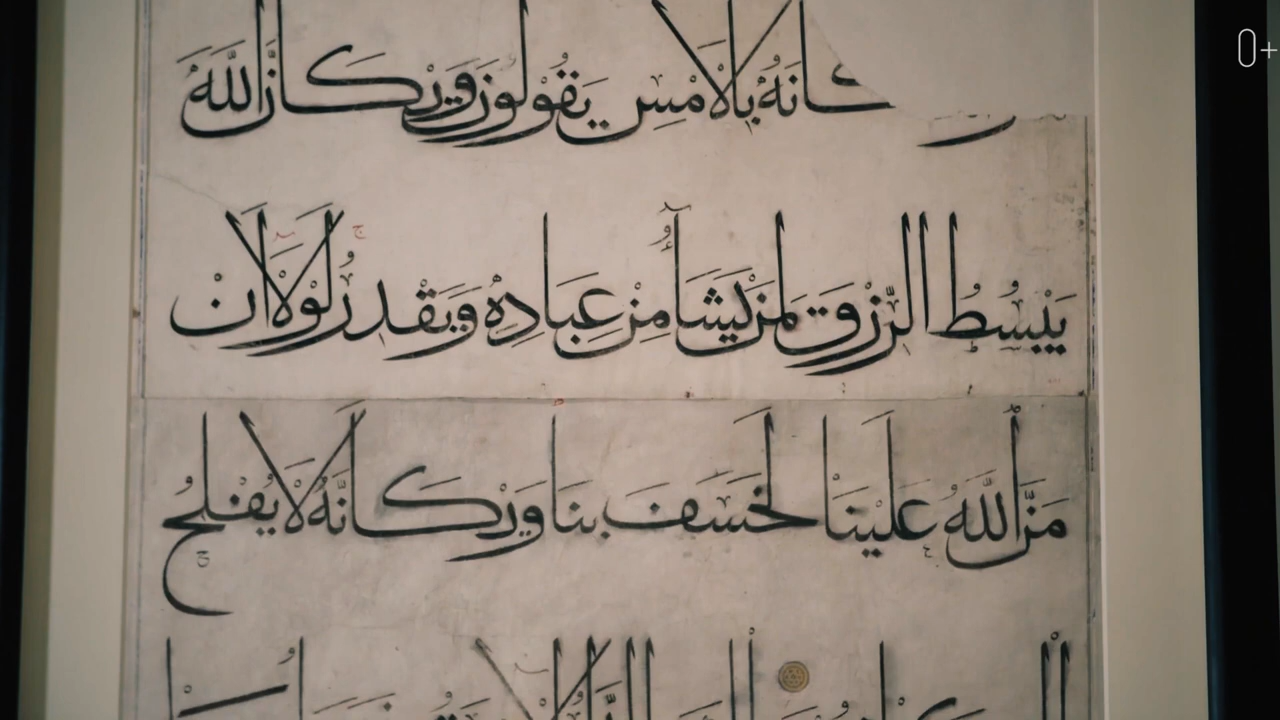 0+
كانه بالامس يقولون ويكان الله
يبسط الرزق لمن يشا من عباده ويقدر لولا ان
من الله علينا لخسف بنا ويكانه لا يفلح